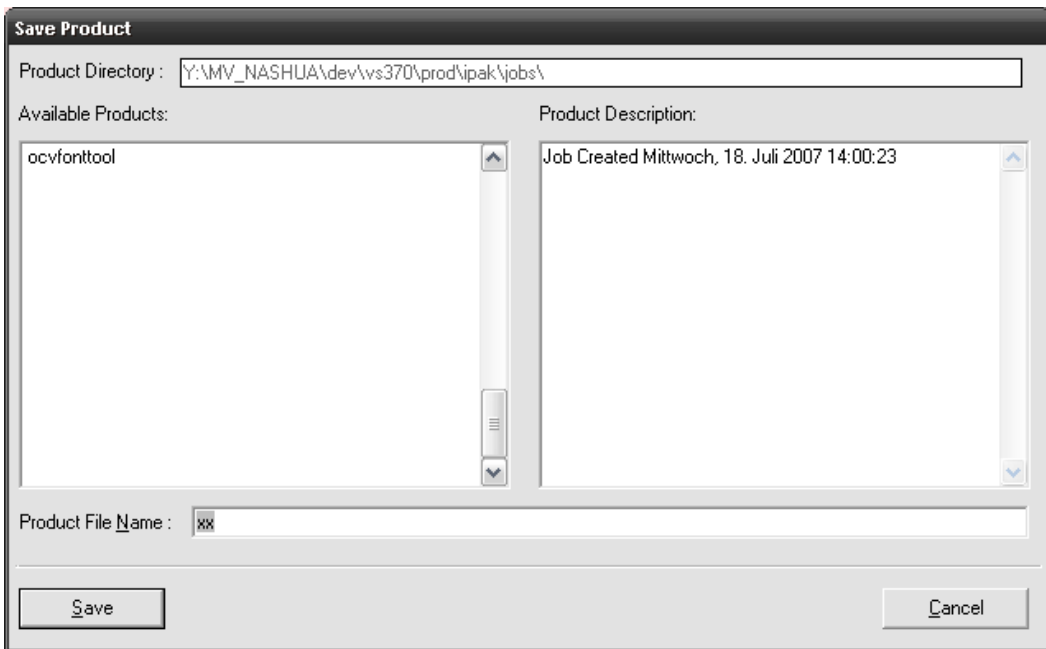 Save Product
Product Directory : Y:\MV_NASHUA\dev\vs370\prod\ipak\jobs\
Available Products: Product Description:
ocvfonttool Job Created Mittwoch, 18. Juli 2007 14:00:23
Product File Name : xx
Save Cancel